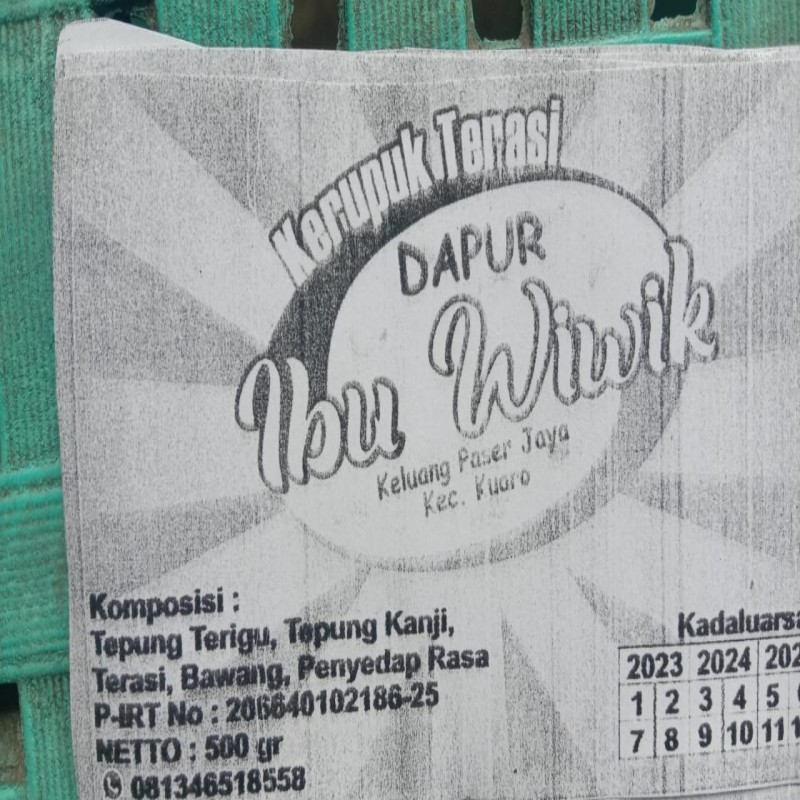 Kerupuk Terasi
DAPUR
Ibu Wiwik
Keluang Paser Jaya
Kec. Kuaro
Komposisi :
Tepung Terigu, Tepung Kanji,
Terasi, Bawang, Penyedap Rasa
P-IRT No : 206640102186-25
NETTO : 500 gr
081346518558
Kadaluarsa
2023 2024 202
1 2 3 4 5
7 8 9 10 11